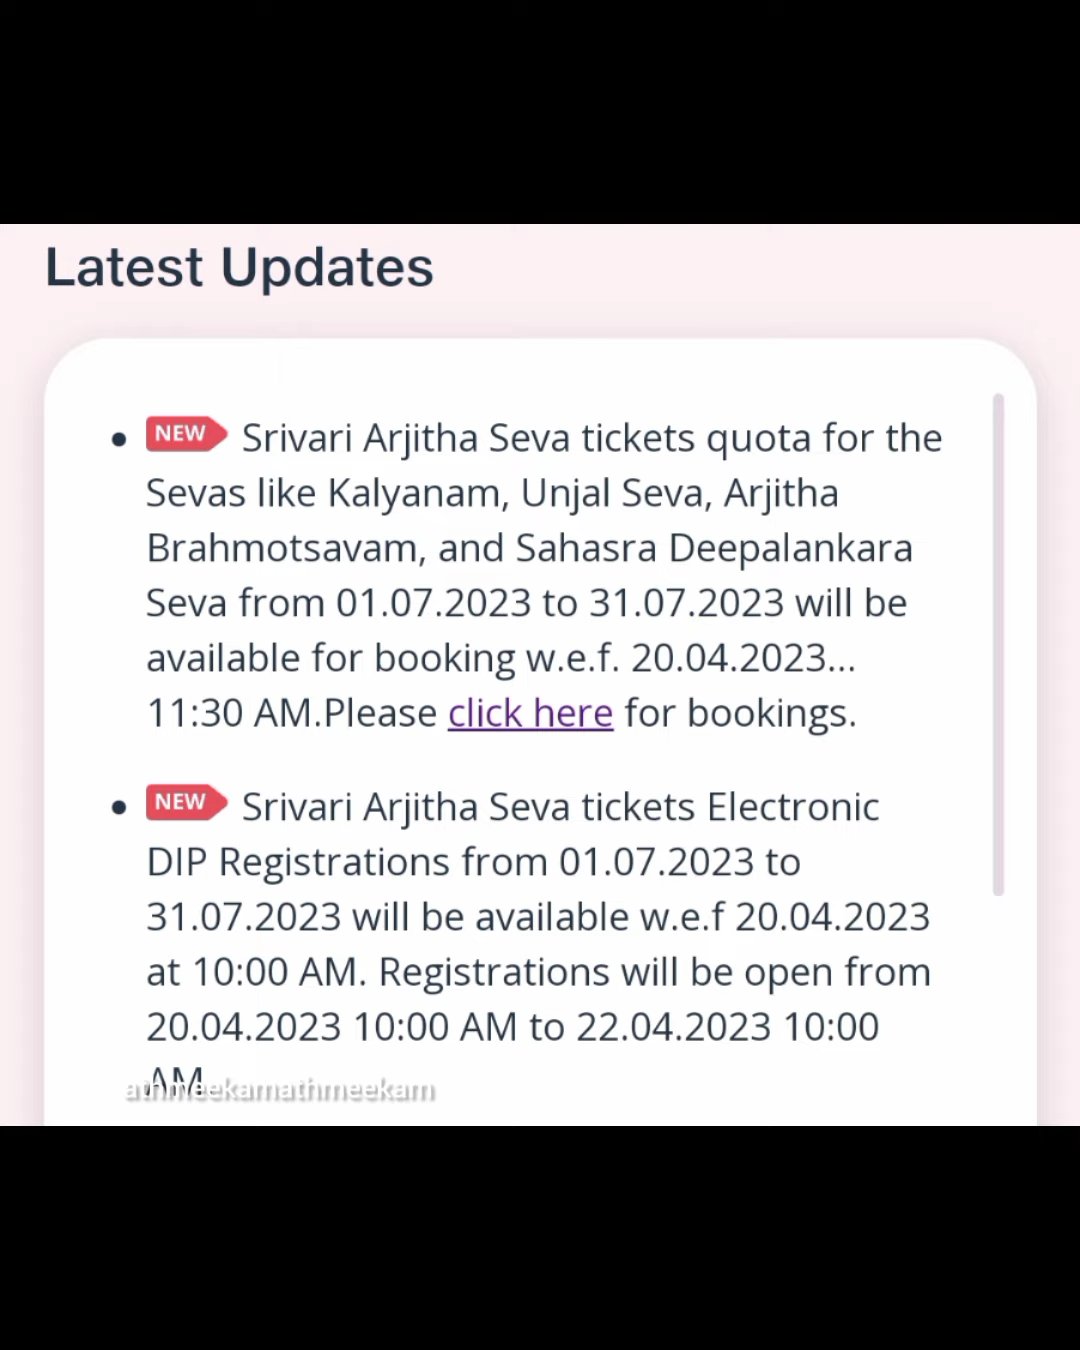 Latest Updates
NEW Srivari Arjitha Seva tickets quota for the
Sevas like Kalyanam, Unjal Seva, Arjitha
Brahmotsavam, and Sahasra Deepalankara
Seva from 01.07.2023 to 31.07.2023 will be
available for booking w.e.f. 20.04.2023...
11:30 AM.Please click here for bookings.
NEW Srivari Arjitha Seva tickets Electronic
DIP Registrations from 01.07.2023 to
31.07.2023 will be available w.e.f 20.04.2023
at 10:00 AM. Registrations will be open from
20.04.2023 10:00 AM to 22.04.2023 10:00
AM.
athmeekamathmeekam